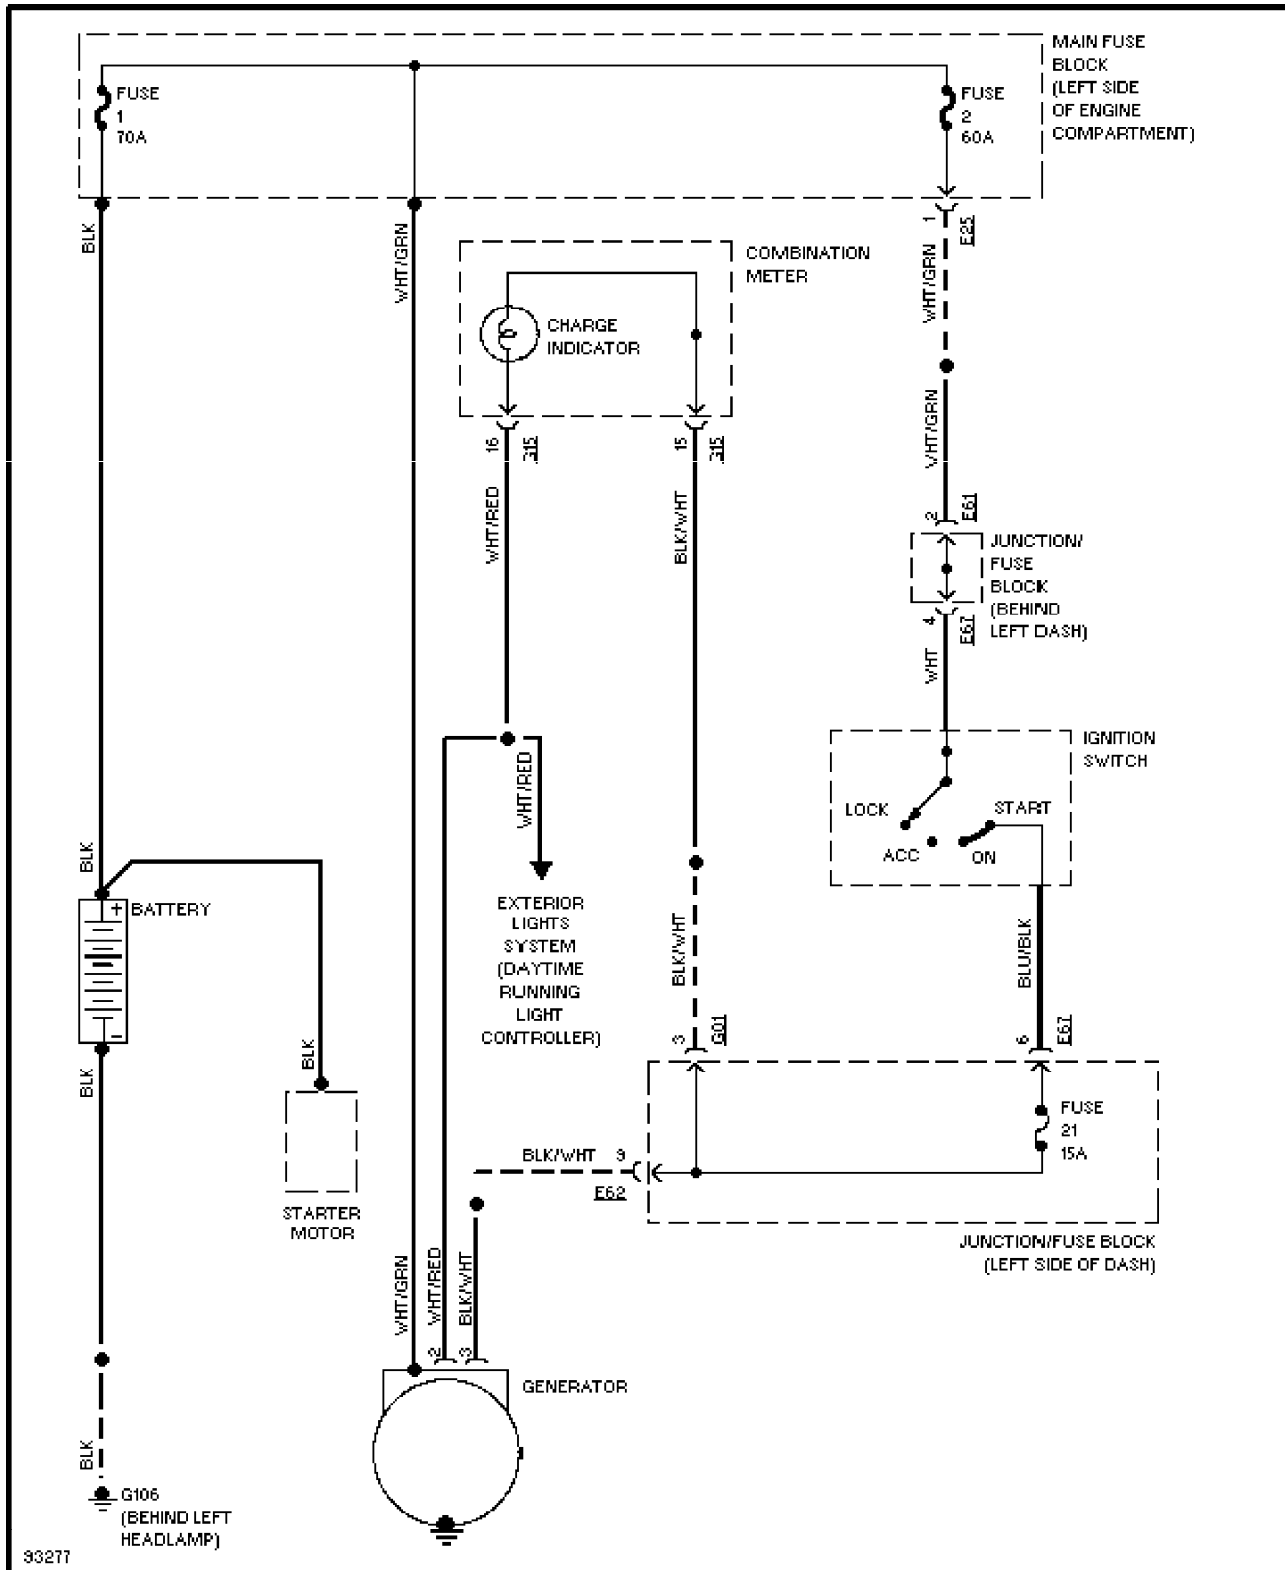 MAIN FUSE
BLOCK
(LEFT SIDE
OF ENGINE
COMPARTMENT)
FUSE
1
70A
FUSE
2
60A
BLK
WHT/GRN
1
E25
WHT/GRN
COMBINATION
METER
CHARGE
INDICATOR
16
G15
15
G15
WHT/GRN
WHT/RED
BLK/WHT
2
E61
JUNCTION/
FUSE
BLOCK
(BEHIND
LEFT DASH)
4
E67
WHT
IGNITION
SWITCH
LOCK
START
ACC
ON
WHT/RED
BLK
BATTERY
+
-
EXTERIOR
LIGHTS
SYSTEM
(DAYTIME
RUNNING
LIGHT
CONTROLLER)
BLK/WHT
BLU/BLK
3
G01
6
E67
BLK
BLK
FUSE
21
15A
BLK/WHT 9
E62
STARTER
MOTOR
JUNCTION/FUSE BLOCK
(LEFT SIDE OF DASH)
WHT/GRN
WHT/RED
BLK/WHT
2
3
GENERATOR
BLK
G106
(BEHIND LEFT
HEADLAMP)
93277